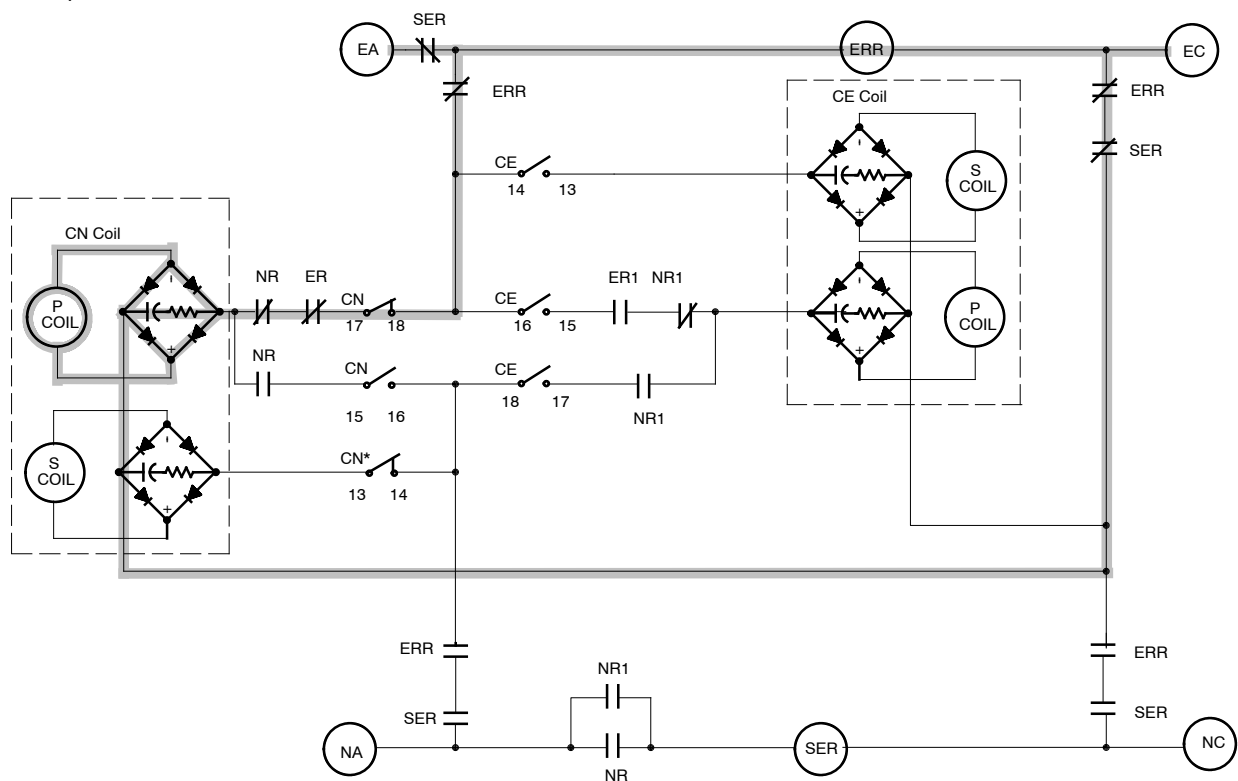 SER
EA
ERR
EC
ERR
ERR
CE Coil
SER
CE
14 13
S
COIL
-
+
CN Coil
P
COIL
-
+
NR
ER
CN
17 18
CE
16 15
ER1
NR1
-
+
P
COIL
NR
CN
15 16
CE
18 17
NR1
S
COIL
-
+
CN*
13 14
ERR
ERR
NR1
SER
SER
NA
NR
SER
NC